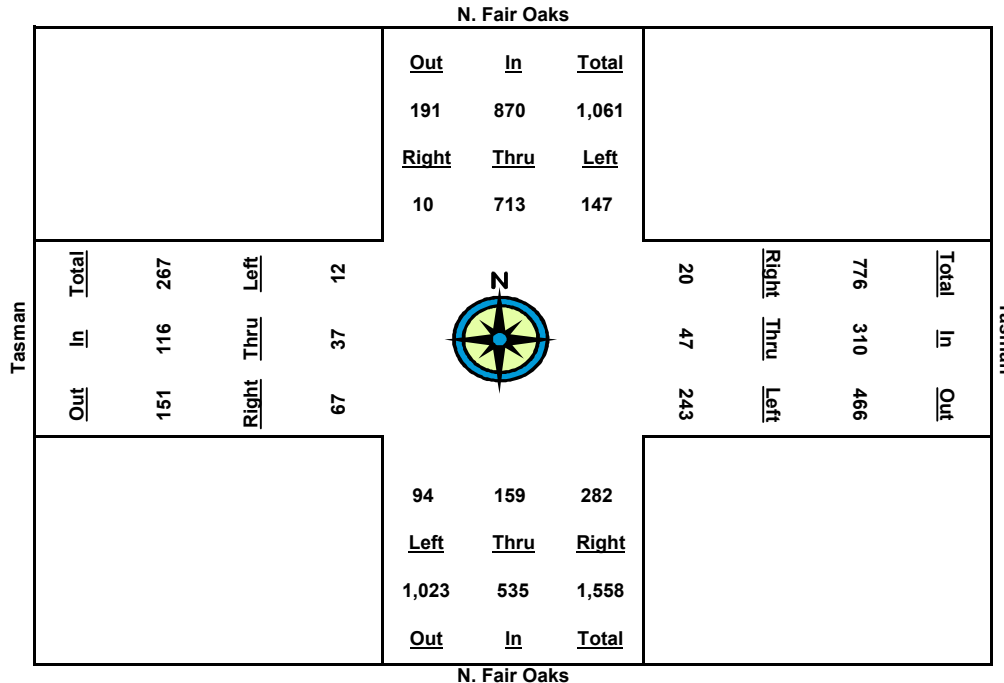 N. Fair Oaks
Out In Total
191 870 1,061
Right Thru Left
10 713 147
Tasman
Total 267 Left 12
In 116 Thru 37
Out 151 Right 67
N
20 Right 776 Total
47 Thru 310 In
243 Left 466 Out
94 159 282
Left Thru Right
1,023 535 1,558
Out In Total
N. Fair Oaks